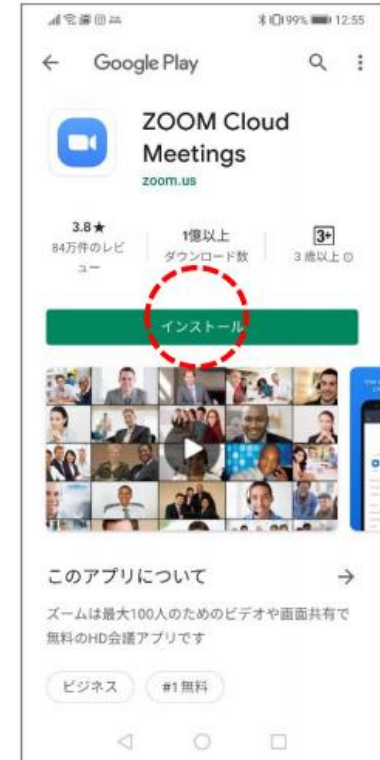 99% 12:55
Google Play
ZOOM Cloud
Meetings
zoom.us
3.8★
84万件のレビ
ュー
1億以上
ダウンロード数
3+
3 歳以上
インストール
このアプリについて
ズームは最大100人のためのビデオや画面共有で
無料のHD会議アプリです
ビジネス
#1 無料